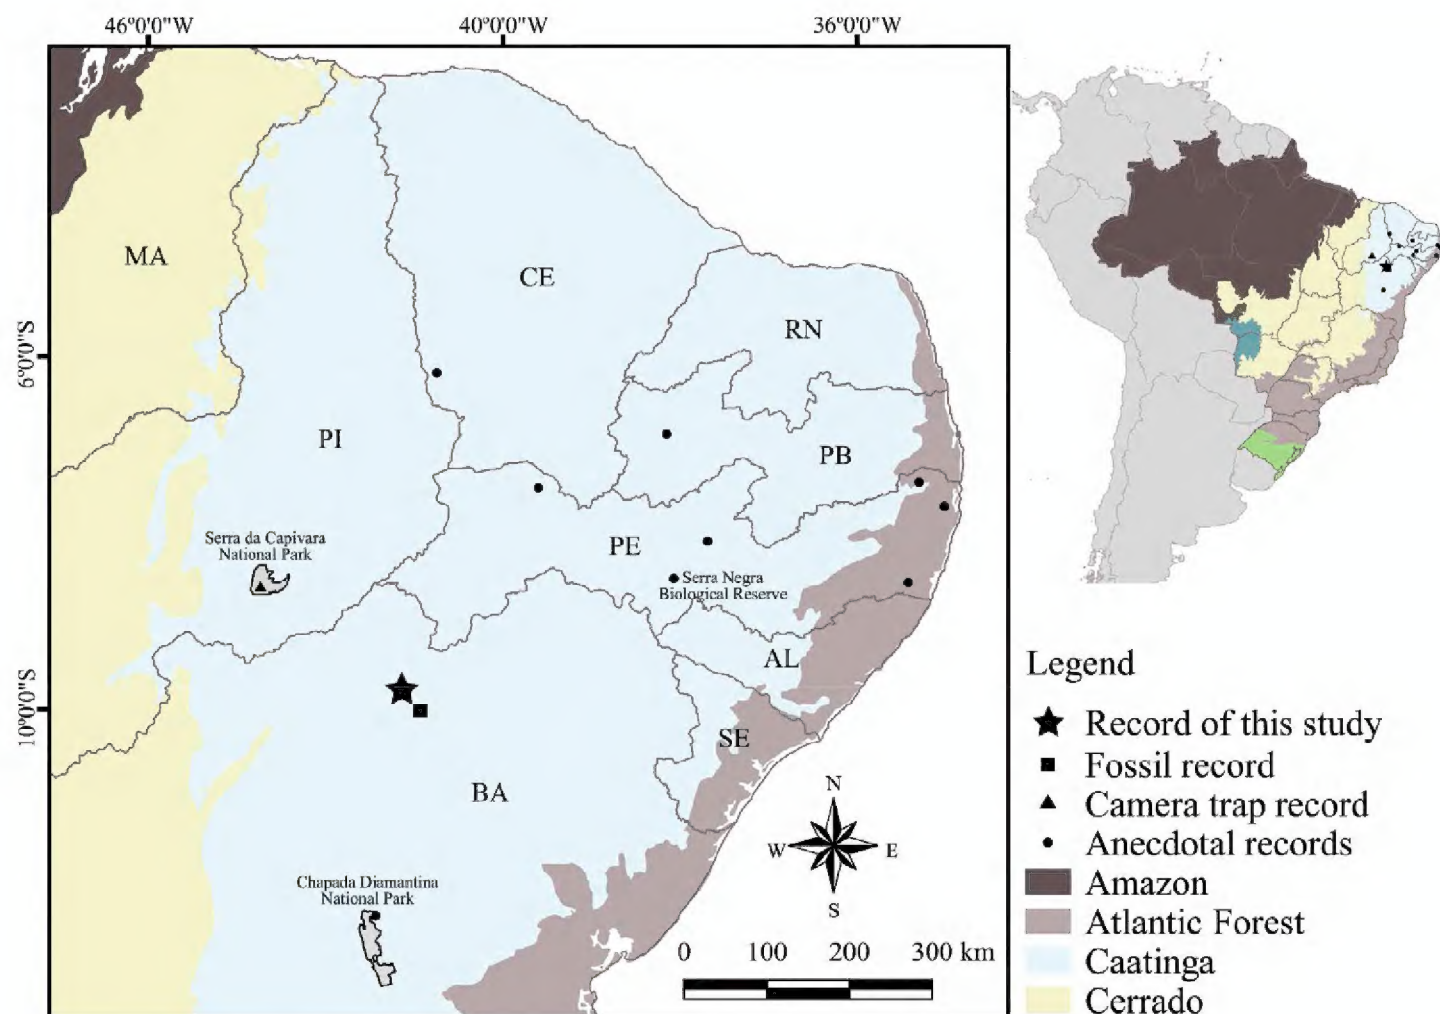 46°0'0"W
40°0'0"W
36°0'0"W
MA
CE
RN
6°0'0"S
PI
PB
Serra da Capivara
National Park
PE
Serra Negra
Biological Reserve
AL
10°0'0"S
SE
BA
N
W
E
S
Chapada Diamantina
National Park
0 100 200 300 km
Legend
Record of this study
Fossil record
Camera trap record
Anecdotal records
Amazon
Atlantic Forest
Caatinga
Cerrado